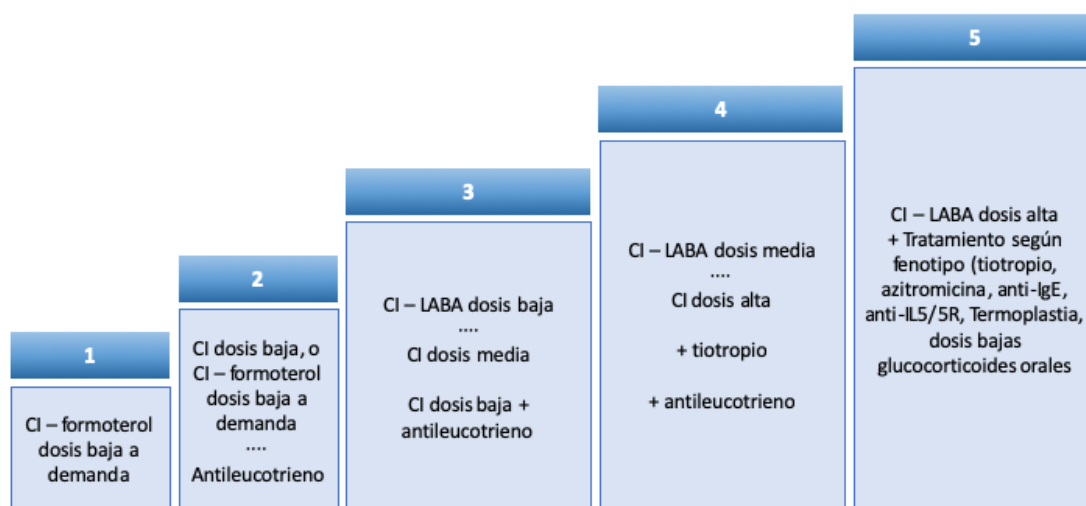 1
CI – formoterol
dosis baja a
demanda
2
CI dosis baja, o
CI – formoterol
dosis baja a
demanda
....
Antileucotrieno
3
CI – LABA dosis baja
....
CI dosis media
CI dosis baja +
antileucotrieno
4
CI – LABA dosis media
....
CI dosis alta
+ tiotropio
+ antileucotrieno
5
CI – LABA dosis alta
+ Tratamiento según
fenotipo (tiotropio,
azitromicina, anti-IgE,
anti-IL5/5R, Termoplastia,
dosis bajas
glucocorticoides orales